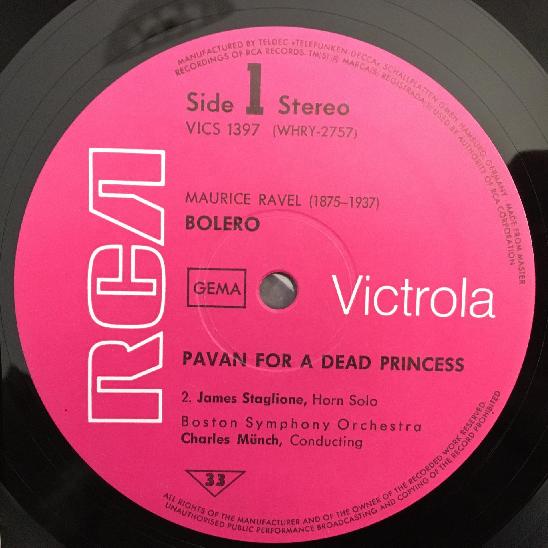 MANUFACTURED BY TELDEC »TELEFUNKEN-DECCA« SCHALLPLATTEN GMBH, HAMBURG, GERMANY · MADE FROM MASTER
RECORDINGS OF RCA RECORDS. TM(S) ® MARCA(S) REGISTRADA(S) USED BY AUTHORITY OF RCA CORPORATION
Side 1 Stereo
VICS 1397 (WHRY-2757)
RCA
MAURICE RAVEL (1875–1937)
BOLERO
GEMA
Victrola
PAVAN FOR A DEAD PRINCESS
2. James Staglione, Horn Solo
Boston Symphony Orchestra
Charles Münch, Conducting
33
ALL RIGHTS OF THE MANUFACTURER AND OF THE OWNER OF THE RECORDED WORK RESERVED.
UNAUTHORISED PUBLIC PERFORMANCE BROADCASTING AND COPYING OF THE RECORD PROHIBITED